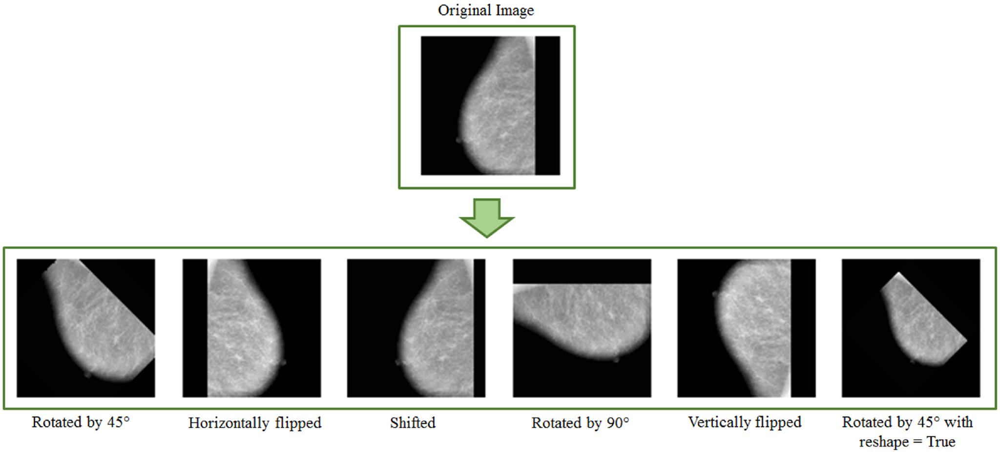 Original Image
Rotated by 45°
Horizontally flipped
Shifted
Rotated by 90°
Vertically flipped
Rotated by 45° with
reshape = True